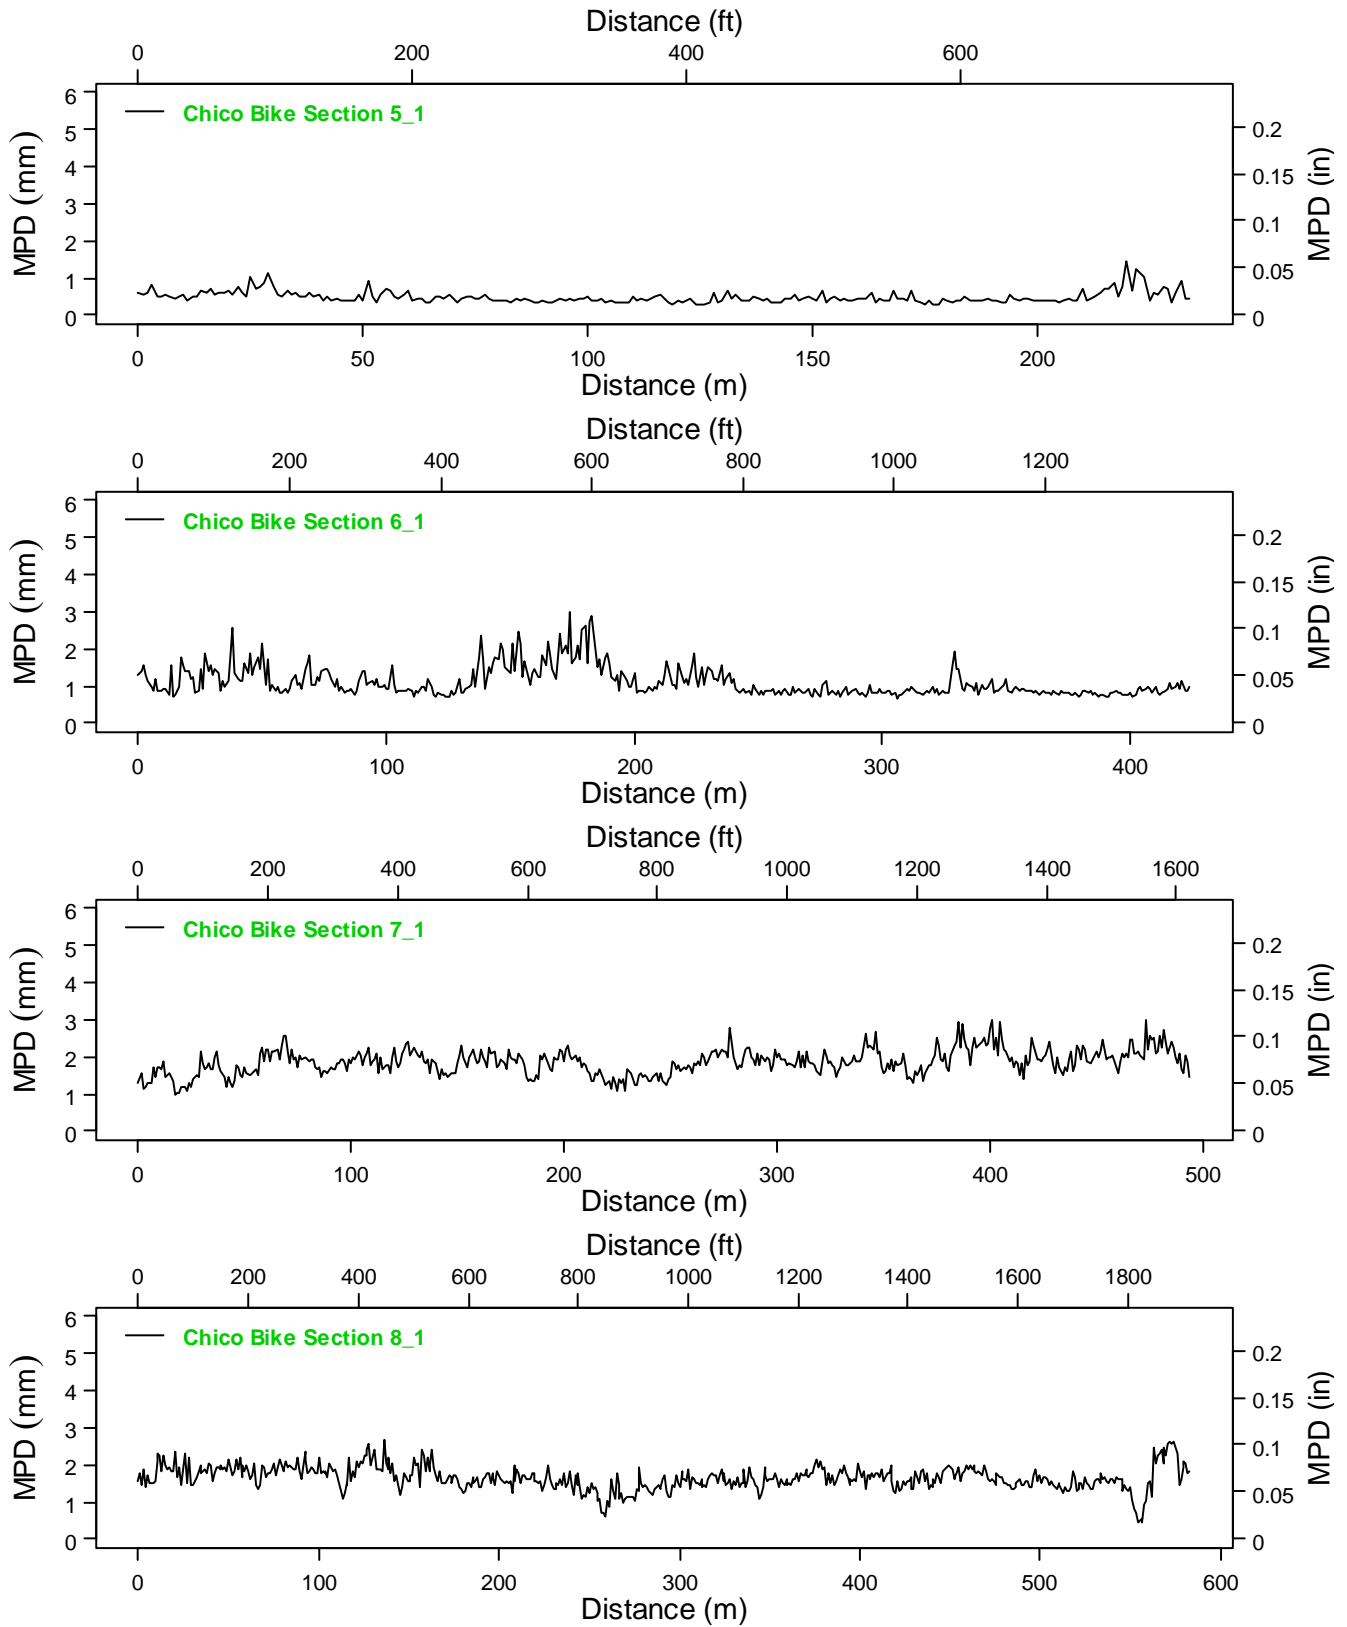 Distance (ft)
0 200 400 600
Chico Bike Section 5_1
6
5
4
3
2
1
0
MPD (mm)
0.2
0.15
0.1
0.05
0
MPD (in)
0 50 100 150 200
Distance (m)
Distance (ft)
0 200 400 600 800 1000 1200
Chico Bike Section 6_1
6
5
4
3
2
1
0
MPD (mm)
0.2
0.15
0.1
0.05
0
MPD (in)
0 100 200 300 400
Distance (m)
Distance (ft)
0 200 400 600 800 1000 1200 1400 1600
Chico Bike Section 7_1
6
5
4
3
2
1
0
MPD (mm)
0.2
0.15
0.1
0.05
0
MPD (in)
0 100 200 300 400 500
Distance (m)
Distance (ft)
0 200 400 600 800 1000 1200 1400 1600 1800
Chico Bike Section 8_1
6
5
4
3
2
1
0
MPD (mm)
0.2
0.15
0.1
0.05
0
MPD (in)
0 100 200 300 400 500 600
Distance (m)